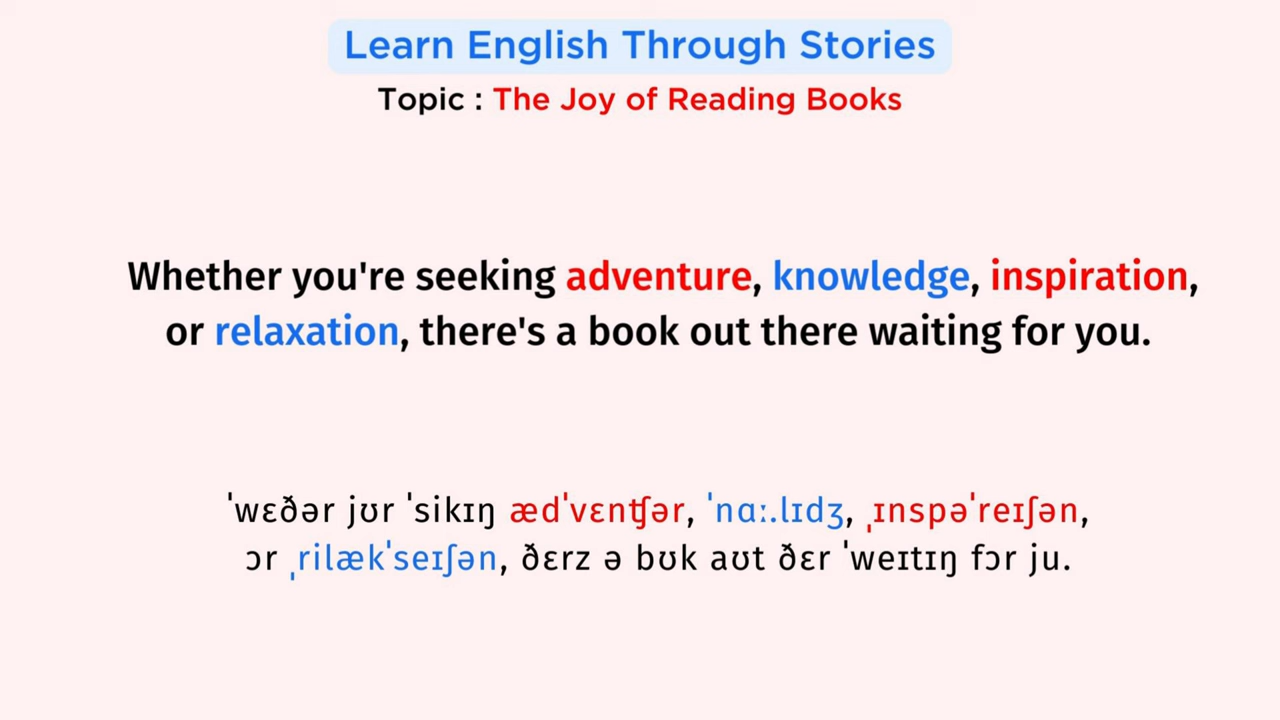 Learn English Through Stories
Topic : The Joy of Reading Books
Whether you're seeking adventure, knowledge, inspiration,
or relaxation, there's a book out there waiting for you.
ˈwɛðər jʊr ˈsikɪŋ ædˈvɛnʧər, ˈnɑː.lɪdʒ, ˌɪnspəˈreɪʃən,
ɔr ˌrilækˈseɪʃən, ðɛrz ə bʊk aʊt ðɛr ˈweɪtɪŋ fɔr ju.